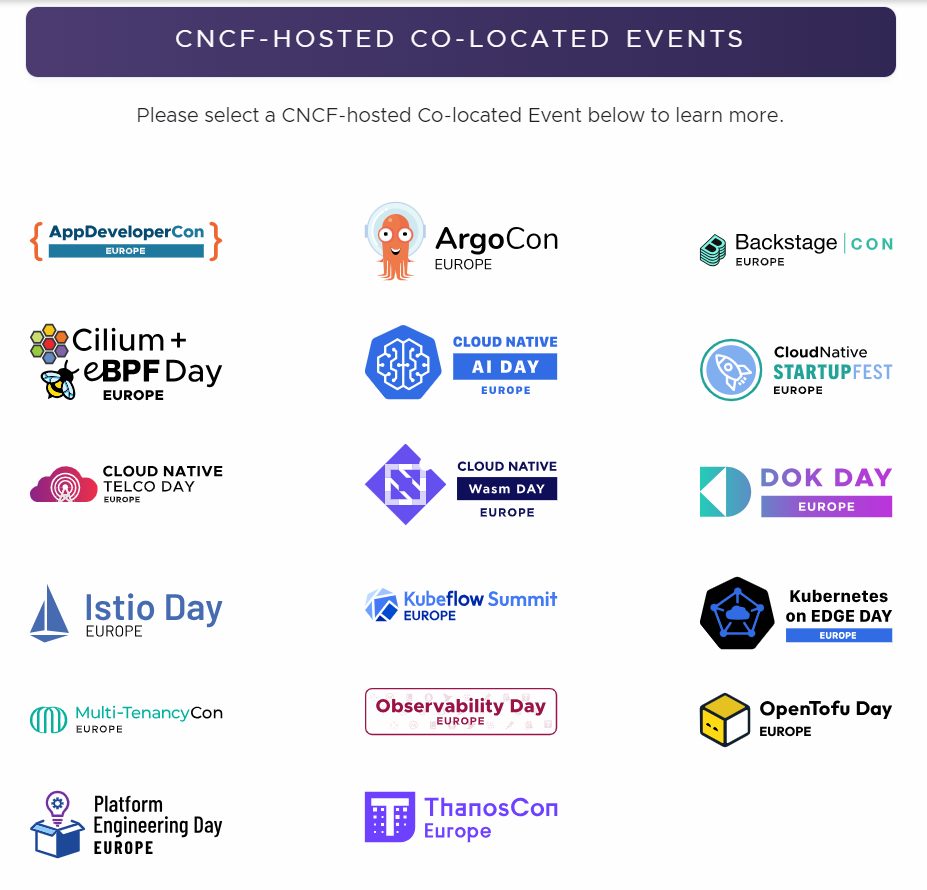 CNCF-HOSTED CO-LOCATED EVENTS
Please select a CNCF-hosted Co-located Event below to learn more.
AppDeveloperCon
EUROPE
ArgoCon
EUROPE
Backstage | CON
EUROPE
Cilium +
eBPF Day
EUROPE
CLOUD NATIVE
AI DAY
EUROPE
CloudNative
STARTUPFEST
EUROPE
CLOUD NATIVE
TELCO DAY
EUROPE
CLOUD NATIVE
Wasm DAY
EUROPE
DOK DAY
EUROPE
Istio Day
EUROPE
Kubeflow Summit
EUROPE
Kubernetes
on EDGE DAY
EUROPE
Multi-TenancyCon
EUROPE
Observability Day
EUROPE
OpenTofu Day
EUROPE
Platform
Engineering Day
EUROPE
ThanosCon
Europe